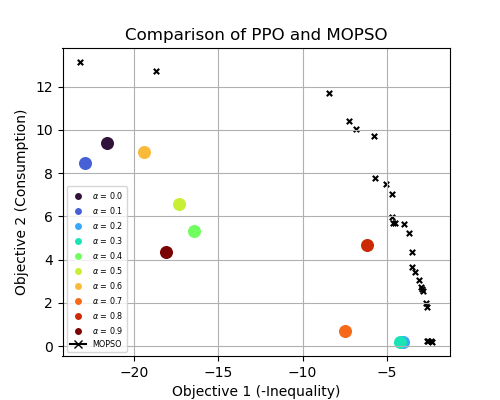 Comparison of PPO and MOPSO
Objective 2 (Consumption)
12
10
8
6
4
2
0
α = 0.0
α = 0.1
α = 0.2
α = 0.3
α = 0.4
α = 0.5
α = 0.6
α = 0.7
α = 0.8
α = 0.9
MOPSO
−20
−15
−10
−5
Objective 1 (-Inequality)